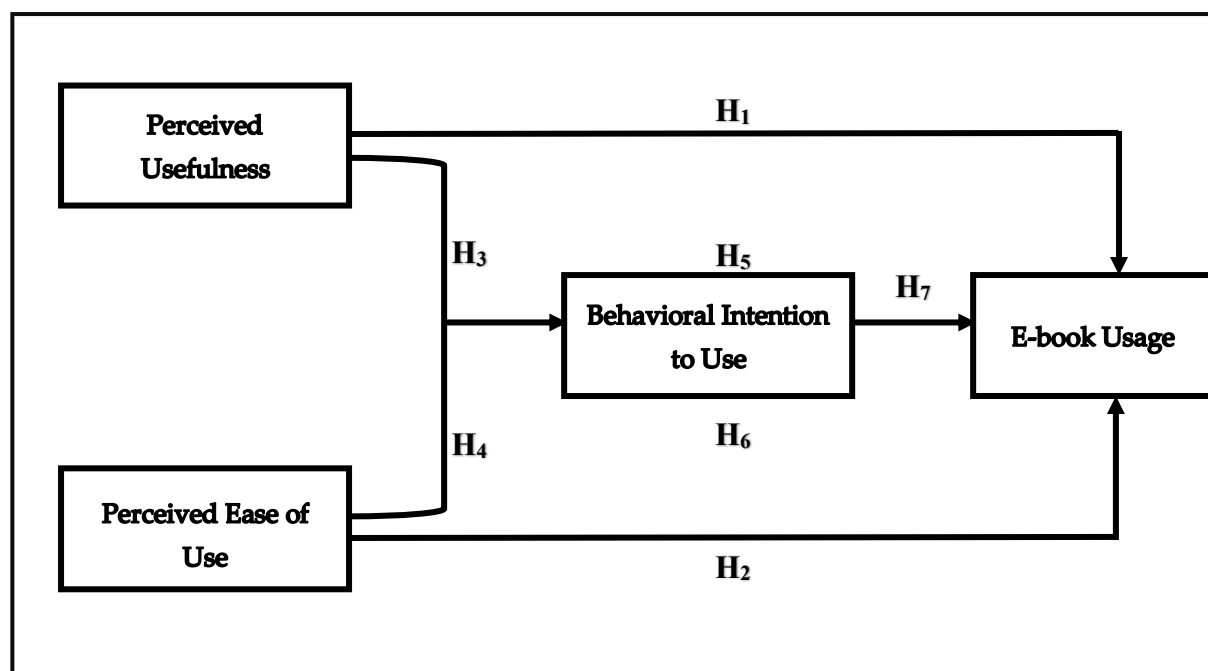 Perceived
Usefulness
H₁
H₃
H₅
Behavioral Intention
to Use
H₇
E-book Usage
H₄
H₆
Perceived Ease of
Use
H₂